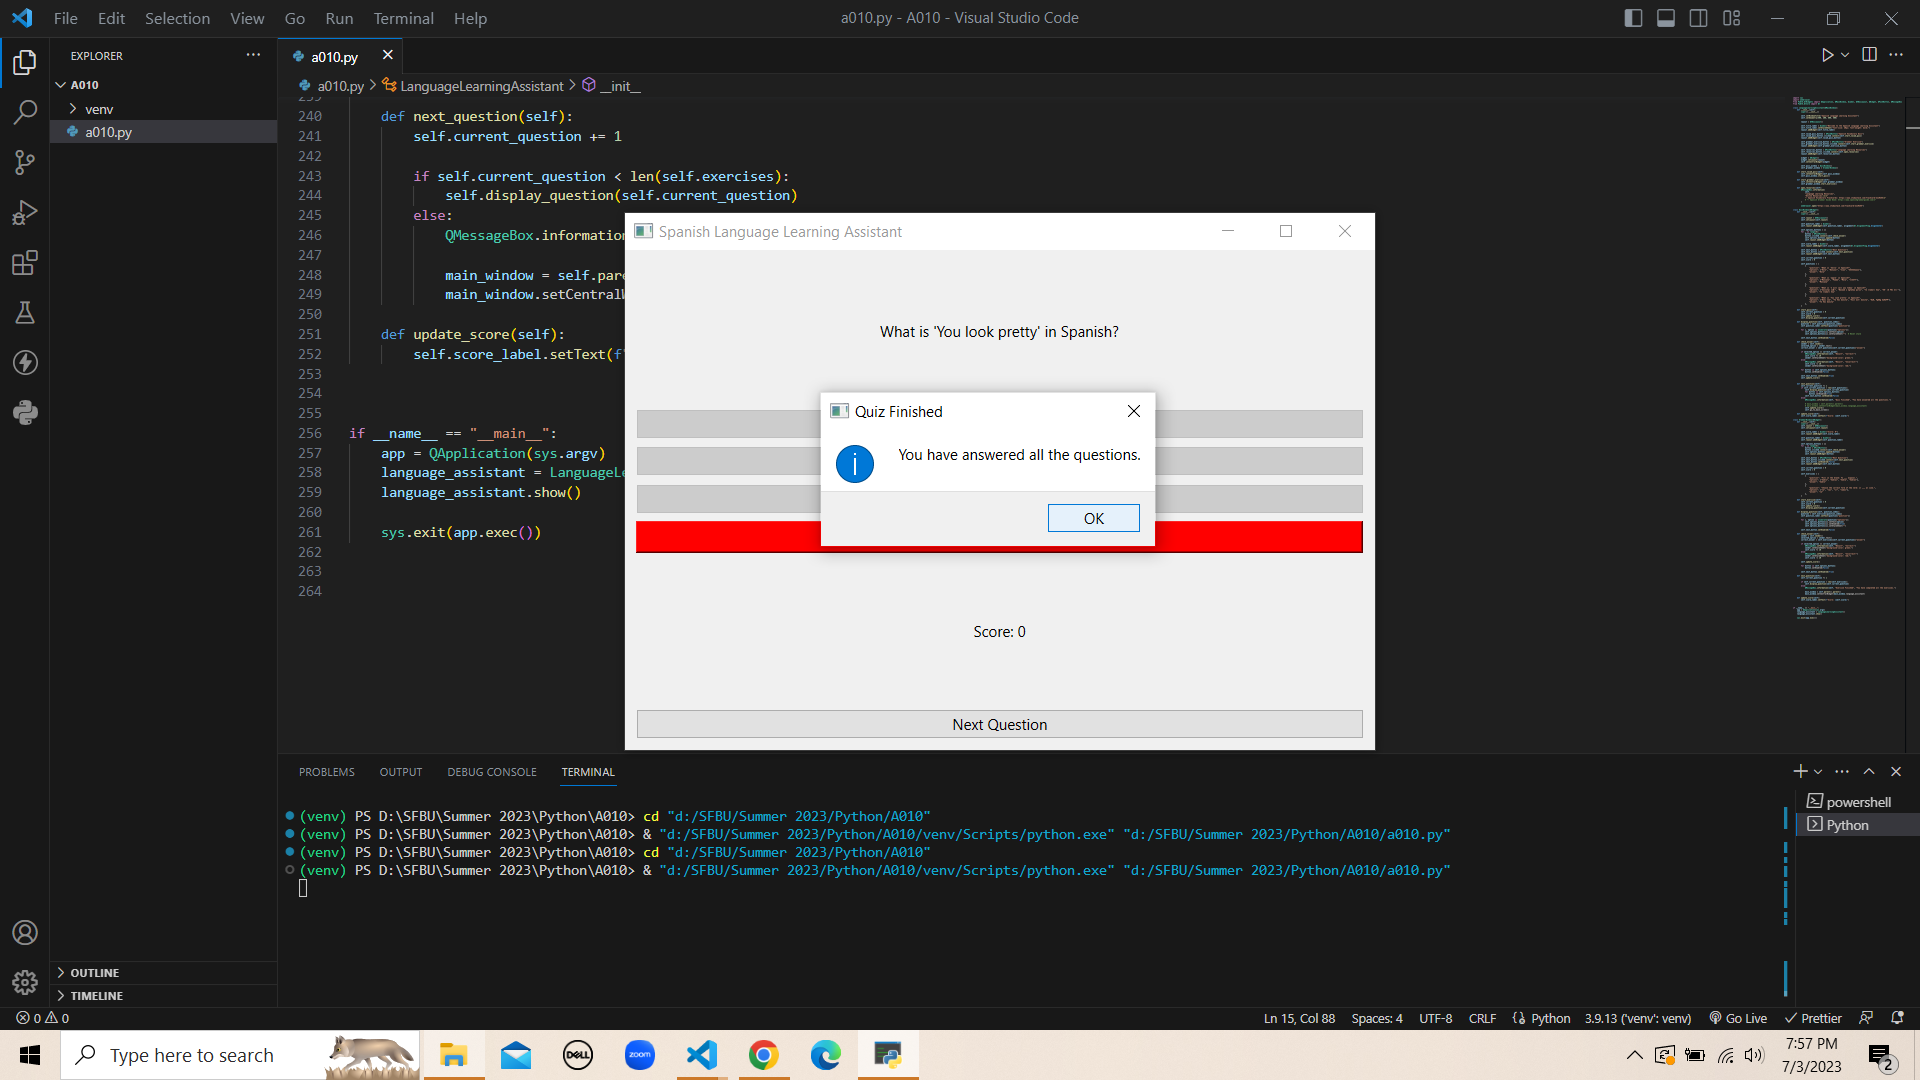 File Edit Selection View Go Run Terminal Help
a010.py - A010 - Visual Studio Code
EXPLORER
A010
venv
a010.py
a010.py
a010.py > LanguageLearningAssistant > __init__
240 def next_question(self):
241 self.current_question += 1
242
243 if self.current_question < len(self.exercises):
244 self.display_question(self.current_question)
245 else:
246 QMessageBox.information
247
248 main_window = self.pare
249 main_window.setCentralW
250
251 def update_score(self):
252 self.score_label.setText(f
253
254
255
256 if __name__ == "__main__":
257 app = QApplication(sys.argv)
258 language_assistant = LanguageLe
259 language_assistant.show()
260
261 sys.exit(app.exec())
262
263
264
Spanish Language Learning Assistant
What is 'You look pretty' in Spanish?
Quiz Finished
You have answered all the questions.
OK
Score: 0
Next Question
PROBLEMS OUTPUT DEBUG CONSOLE TERMINAL
(venv) PS D:\SFBU\Summer 2023\Python\A010> cd "d:/SFBU/Summer 2023/Python/A010"
(venv) PS D:\SFBU\Summer 2023\Python\A010> & "d:/SFBU/Summer 2023/Python/A010/venv/Scripts/python.exe" "d:/SFBU/Summer 2023/Python/A010/a010.py"
(venv) PS D:\SFBU\Summer 2023\Python\A010> cd "d:/SFBU/Summer 2023/Python/A010"
(venv) PS D:\SFBU\Summer 2023\Python\A010> & "d:/SFBU/Summer 2023/Python/A010/venv/Scripts/python.exe" "d:/SFBU/Summer 2023/Python/A010/a010.py"
powershell
Python
OUTLINE
TIMELINE
0 0
Ln 15, Col 88 Spaces: 4 UTF-8 CRLF Python 3.9.13 ('venv': venv) Go Live Prettier
Type here to search
DELL
zoom
7:57 PM
7/3/2023
2